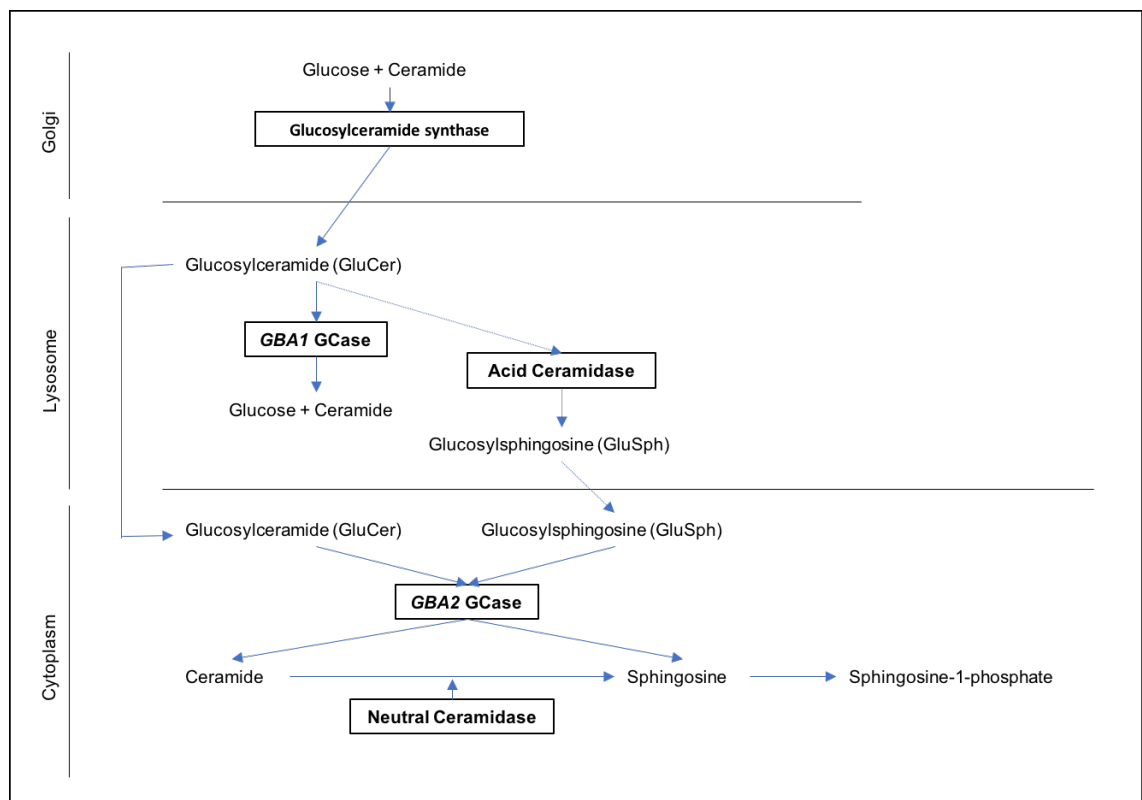 Golgi
Glucose + Ceramide
Glucosylceramide synthase
Lysosome
Glucosylceramide (GluCer)
GBA1 GCase
Acid Ceramidase
Glucose + Ceramide
Glucosylsphingosine (GluSph)
Cytoplasm
Glucosylceramide (GluCer) Glucosylsphingosine (GluSph)
GBA2 GCase
Ceramide Sphingosine Sphingosine-1-phosphate
Neutral Ceramidase